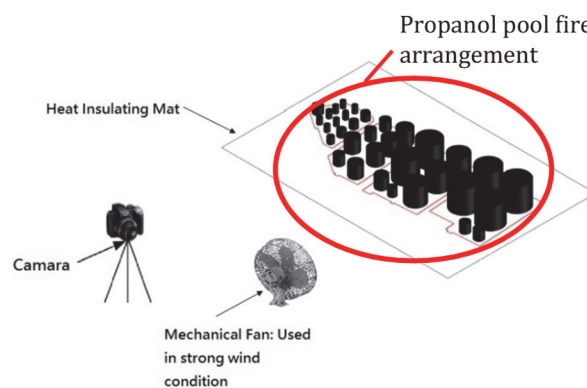 Propanol pool fire
arrangement
Heat Insulating Mat
Camara
Mechanical Fan: Used
in strong wind
condition